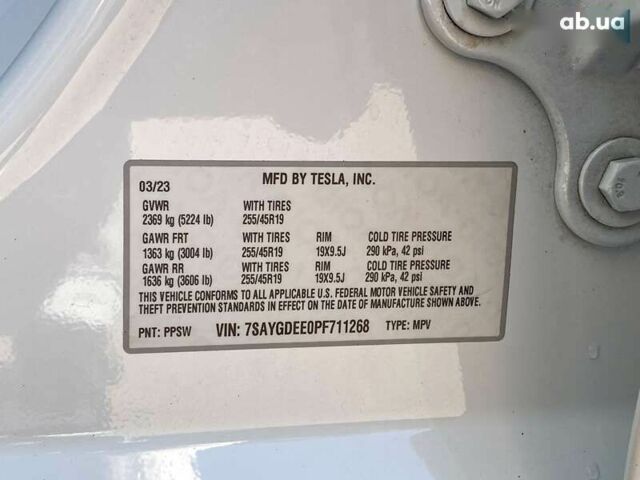 ab.ua
03/23 MFD BY TESLA, INC.
GVWR WITH TIRES
2369 kg (5224 lb) 255/45R19
GAWR FRT WITH TIRES RIM COLD TIRE PRESSURE
1363 kg (3004 lb) 255/45R19 19X9.5J 290 kPa, 42 psi
GAWR RR WITH TIRES RIM COLD TIRE PRESSURE
1636 kg (3606 lb) 255/45R19 19X9.5J 290 kPa, 42 psi
THIS VEHICLE CONFORMS TO ALL APPLICABLE U.S. FEDERAL MOTOR VEHICLE SAFETY AND
THEFT PREVENTION STANDARDS IN EFFECT ON THE DATE OF MANUFACTURE SHOWN ABOVE.
PNT: PPSW VIN: 7SAYGDEE0PF711268 TYPE: MPV
10.9